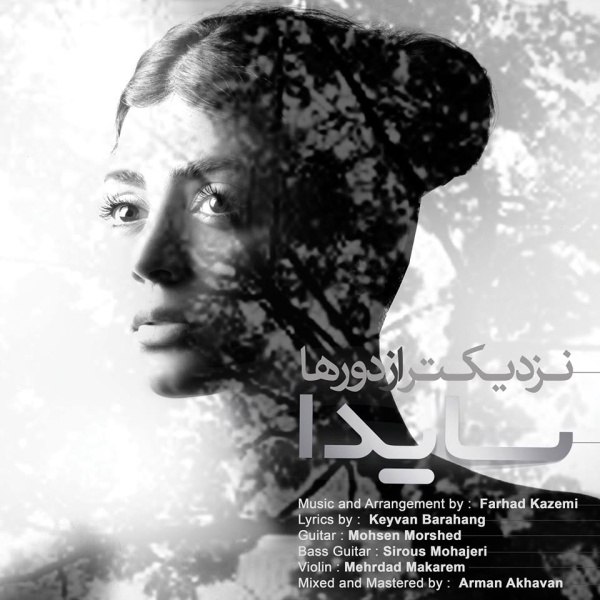 نزدیکتر از دورها
سایدا
Music and Arrangement by : Farhad Kazemi
Lyrics by : Keyvan Barahang
Guitar : Mohsen Morshed
Bass Guitar : Sirous Mohajeri
Violin : Mehrdad Makarem
Mixed and Mastered by : Arman Akhavan